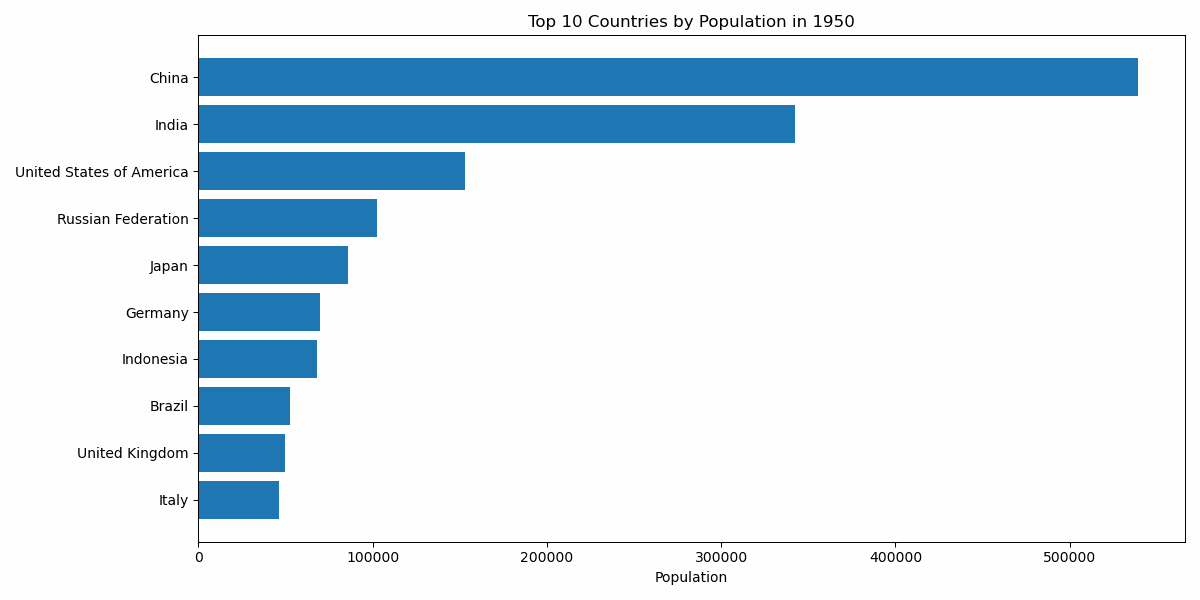 Top 10 Countries by Population in 1950
China
India
United States of America
Russian Federation
Japan
Germany
Indonesia
Brazil
United Kingdom
Italy
0 100000 200000 300000 400000 500000
Population